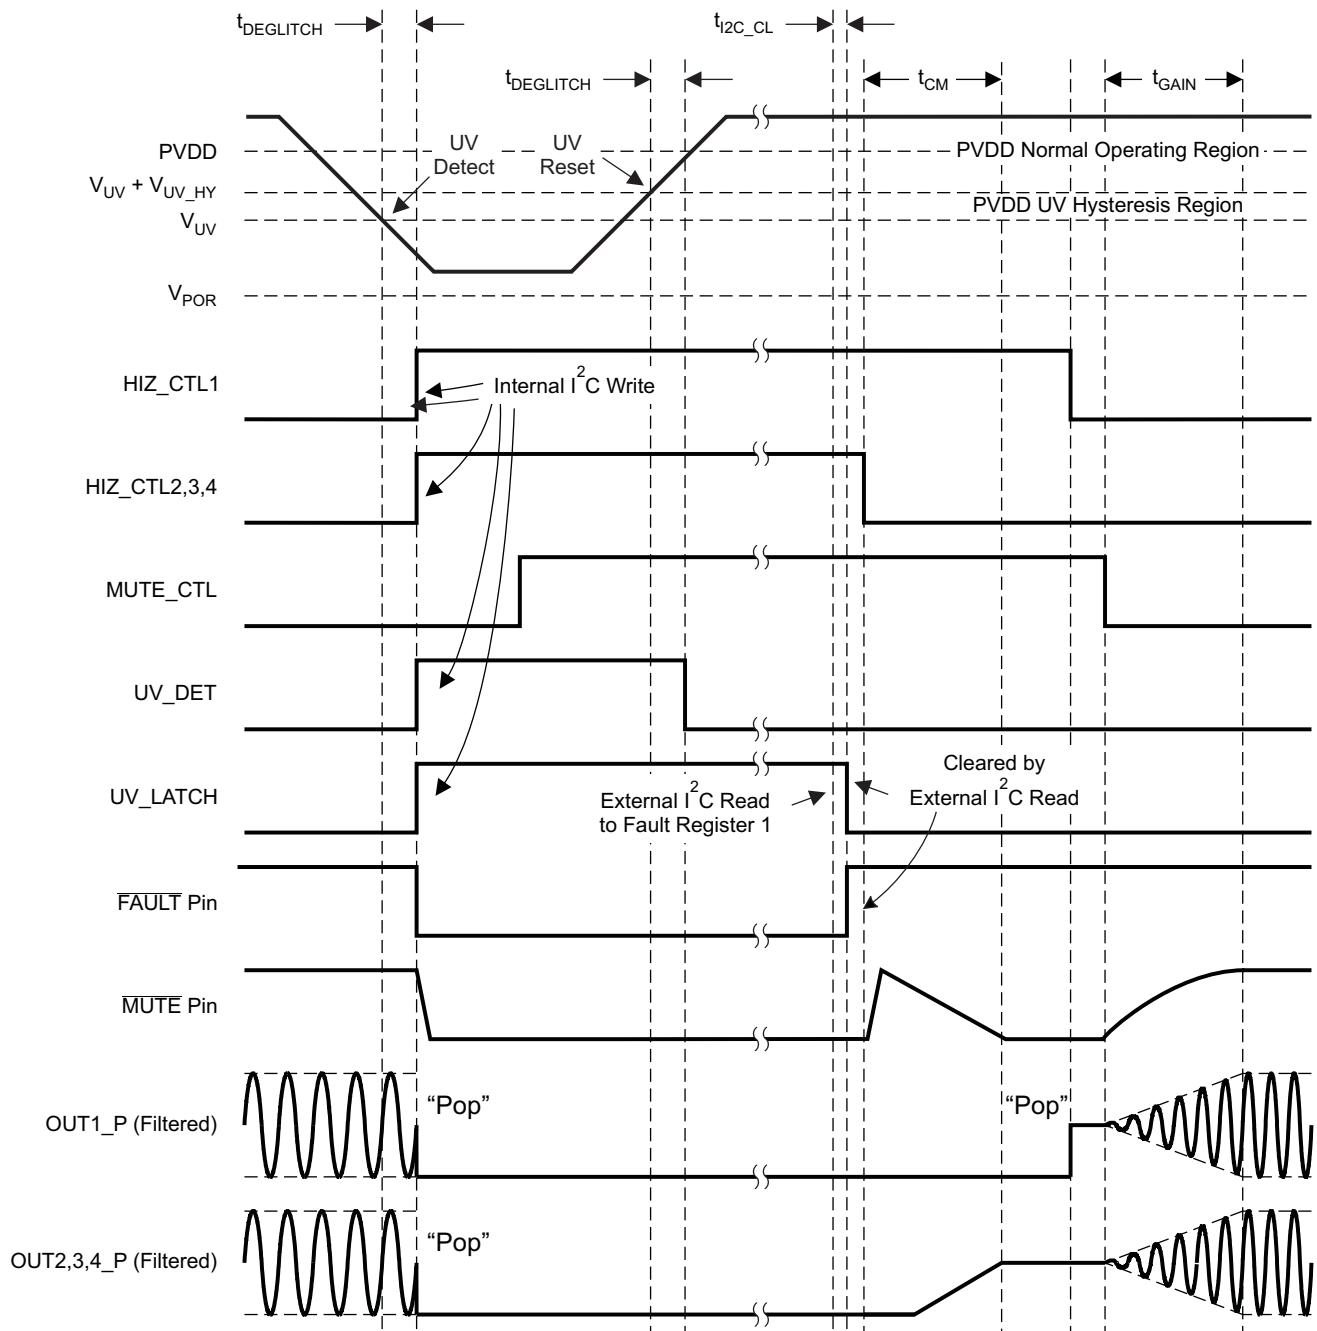 tDEGLITCH
tI2C_CL
tDEGLITCH
tCM
tGAIN
PVDD
UV
Detect
UV
Reset
PVDD Normal Operating Region
VUV + VUV_HY
PVDD UV Hysteresis Region
VUV
VPOR
HIZ_CTL1
Internal I2C Write
HIZ_CTL2,3,4
MUTE_CTL
UV_DET
UV_LATCH
External I2C Read
to Fault Register 1
Cleared by
External I2C Read
FAULT Pin
MUTE Pin
OUT1_P (Filtered)
“Pop”
“Pop”
OUT2,3,4_P (Filtered)
“Pop”